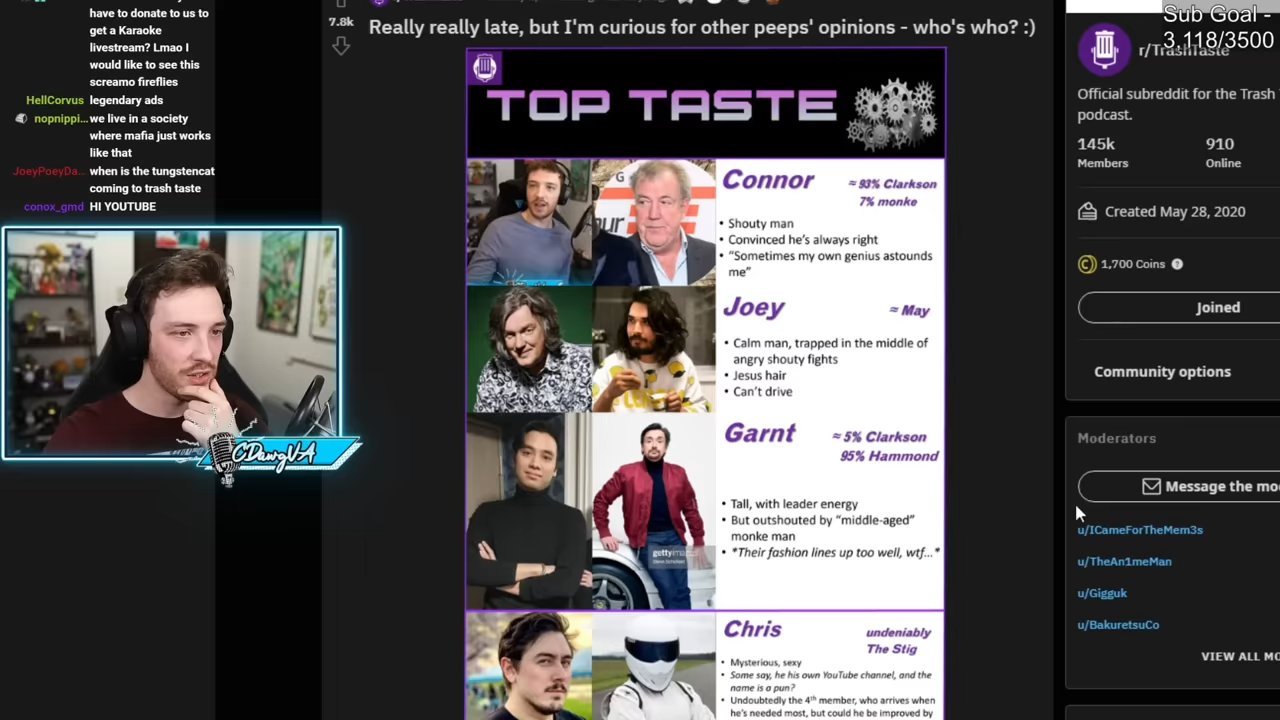 have to donate to us to
get a Karaoke
livestream? Lmao I
would like to see this
screamo fireflies
HellCorvus legendary ads
nopnippi... we live in a society
where mafia just works
like that
JoeyPoeyDa... when is the tungstencat
coming to trash taste
conox_gmd HI YOUTUBE
CDawgVA
7.8k
Really really late, but I'm curious for other peeps' opinions - who's who? :)
TOP TASTE
Connor
≈ 93% Clarkson
7% monke
• Shouty man
• Convinced he's always right
• "Sometimes my own genius astounds
me"
Joey
≈ May
• Calm man, trapped in the middle of
angry shouty fights
• Jesus hair
• Can't drive
Garnt
≈ 5% Clarkson
95% Hammond
• Tall, with leader energy
• But outshouted by "middle-aged"
monke man
• *Their fashion lines up too well, wtf...*
gettyimages
Chris
undeniably
The Stig
• Mysterious, sexy
• Some say, he his own YouTube channel, and the
name is a pun?
• Undoubtedly the 4th member, who arrives when
he's needed most, but could he be improved by
Sub Goal -
3,118/3500
r/TrashTaste
Official subreddit for the Trash
podcast.
145k
Members
910
Online
Created May 28, 2020
1,700 Coins
Joined
Community options
Moderators
Message the mo
u/ICameForTheMem3s
u/TheAn1meMan
u/Gigguk
u/BakuretsuCo
VIEW ALL MO